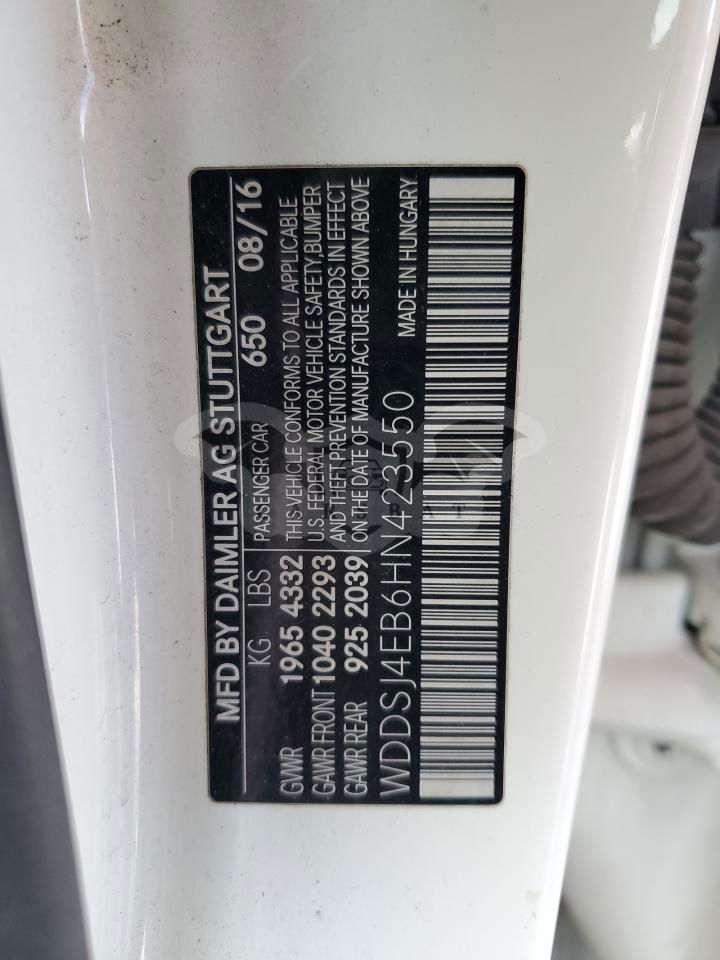 MFD BY DAIMLER AG STUTTGART
KG LBS PASSENGER CAR 650 08/16
GVWR 1965 4332 THIS VEHICLE CONFORMS TO ALL APPLICABLE
GAWR FRONT 1040 2293 U.S. FEDERAL MOTOR VEHICLE SAFETY, BUMPER
GAWR REAR 925 2039 AND THEFT PREVENTION STANDARDS IN EFFECT
ON THE DATE OF MANUFACTURE SHOWN ABOVE
WDDSJ4EB6HN423550 MADE IN HUNGARY